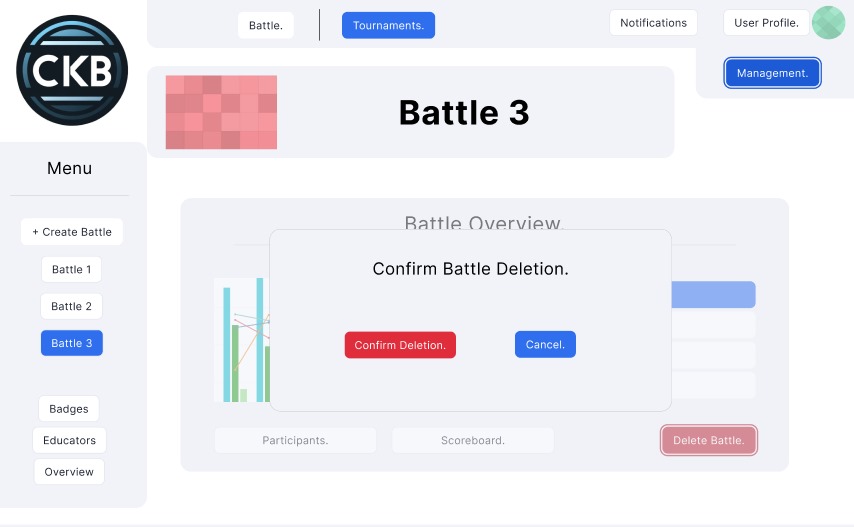 CKB
Battle.
Tournaments.
Notifications
User Profile.
Management.
Battle 3
Menu
+ Create Battle
Battle 1
Battle 2
Battle 3
Badges
Educators
Overview
Battle Overview.
Confirm Battle Deletion.
Confirm Deletion.
Cancel.
Participants.
Scoreboard.
Delete Battle.